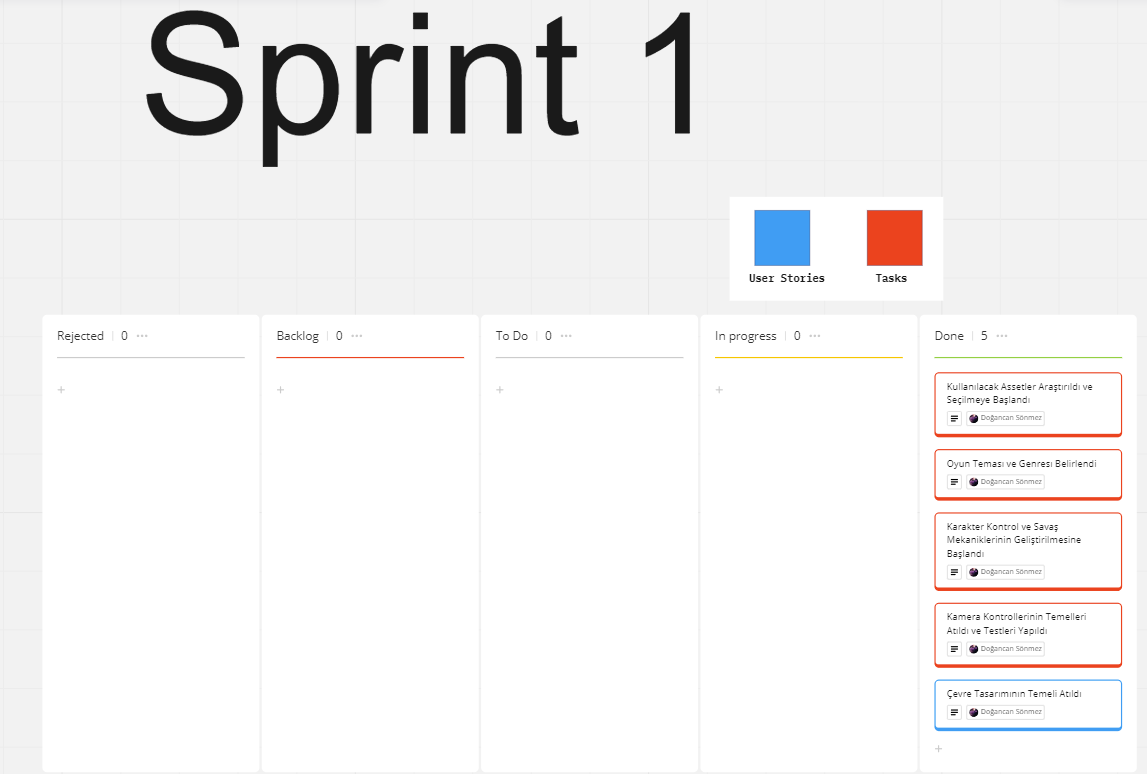 Sprint 1
User Stories
Tasks
Rejected 0
Backlog 0
To Do 0
In progress 0
Done 5
Kullanılacak Assetler Araştırıldı ve
Seçilmeye Başlandı
Doğancan Sönmez
Oyun Teması ve Genresi Belirlendi
Doğancan Sönmez
Karakter Kontrol ve Savaş
Mekaniklerinin Geliştirilmesine
Başlandı
Doğancan Sönmez
Kamera Kontrollerinin Temelleri
Atıldı ve Testleri Yapıldı
Doğancan Sönmez
Çevre Tasarımının Temeli Atıldı
Doğancan Sönmez